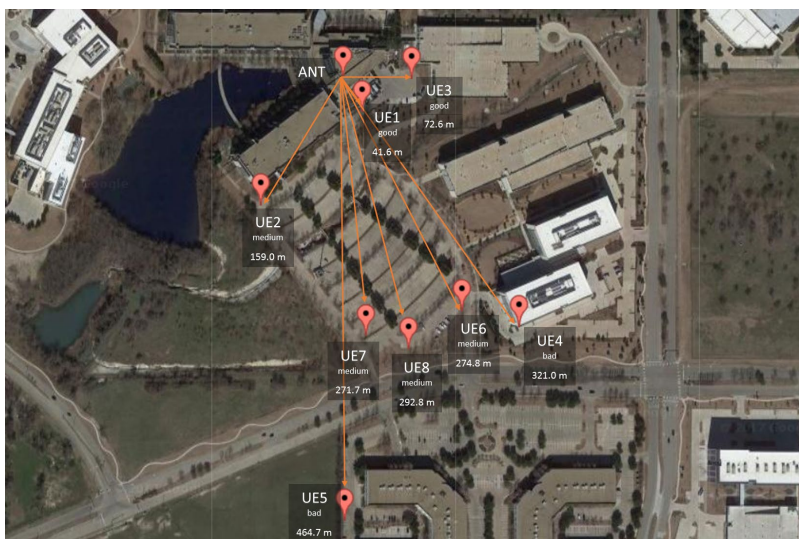 ANT
UE3
good
72.6 m
UE1
good
41.6 m
UE2
medium
159.0 m
UE6
medium
274.8 m
UE4
bad
321.0 m
UE7
medium
271.7 m
UE8
medium
292.8 m
UE5
bad
464.7 m